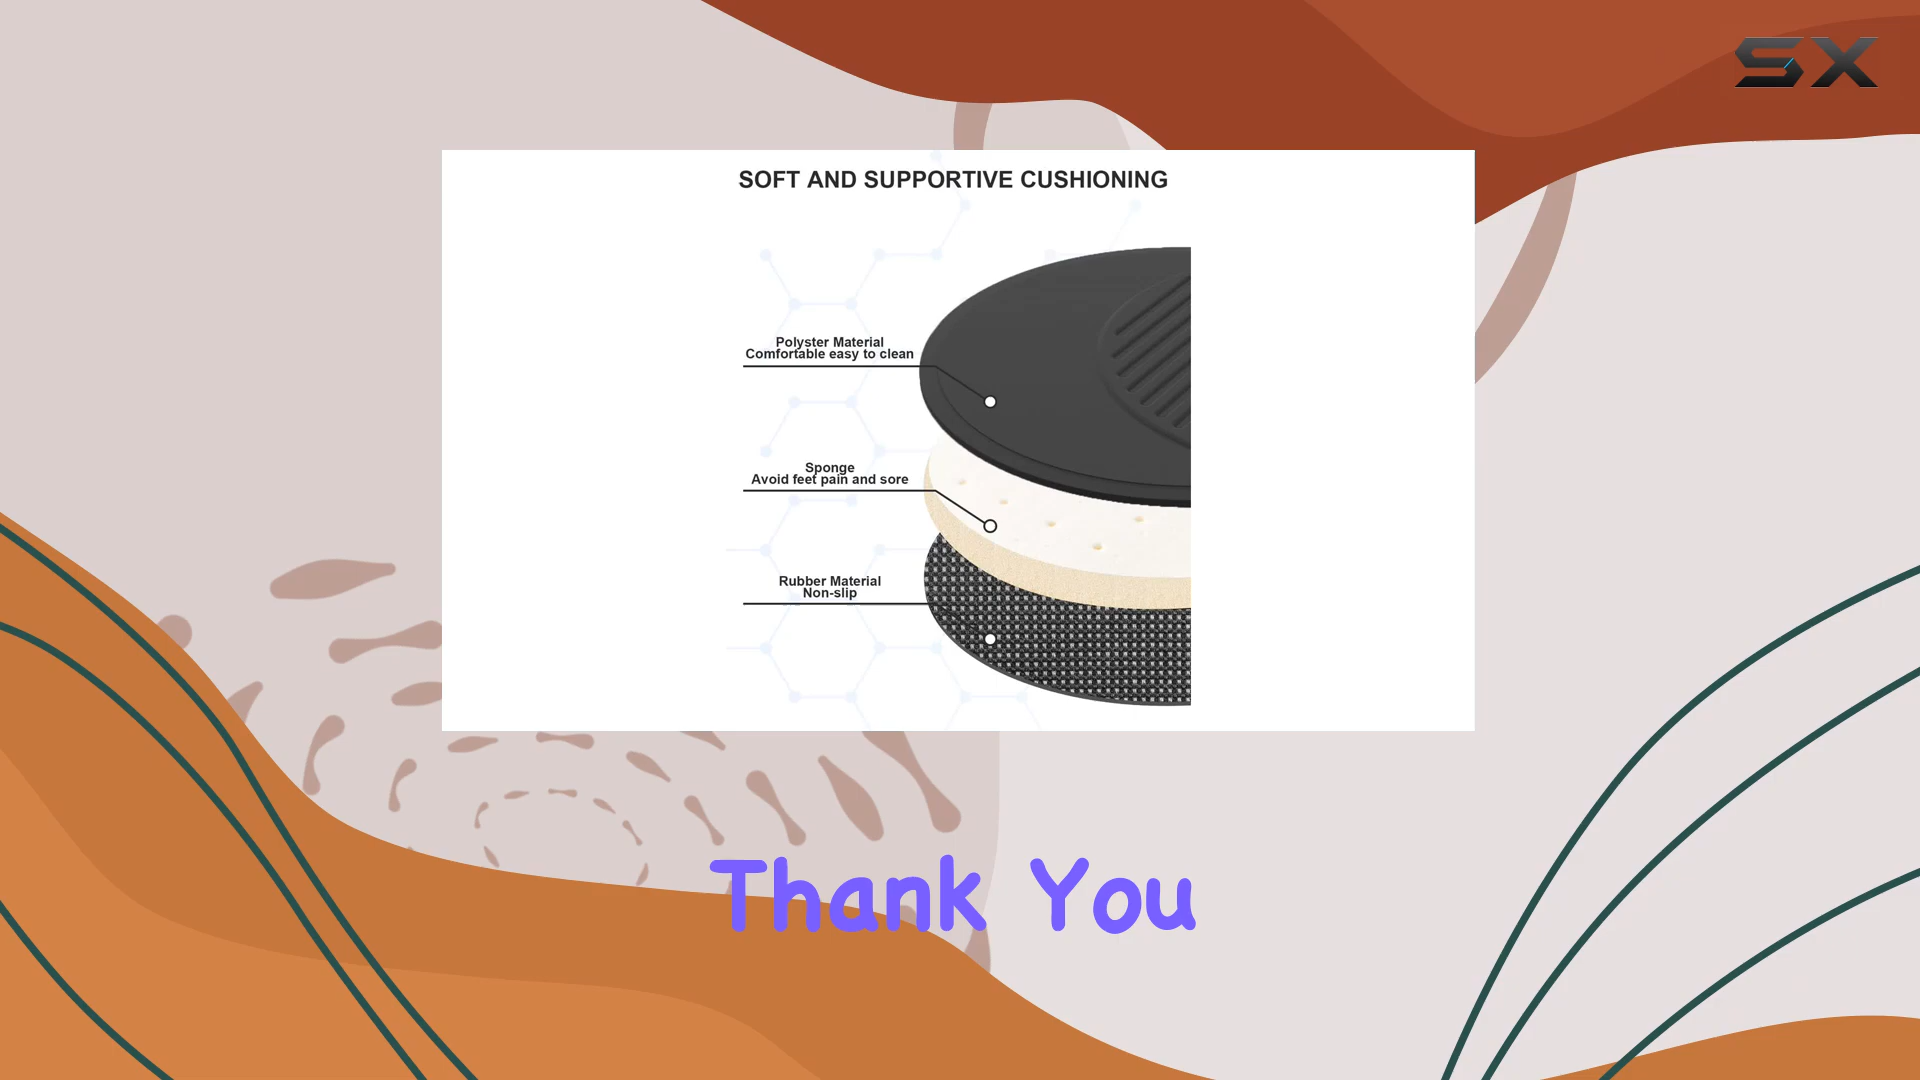 SX
SOFT AND SUPPORTIVE CUSHIONING
Polyster Material
Comfortable easy to clean
Sponge
Avoid feet pain and sore
Rubber Material
Non-slip
Thank You